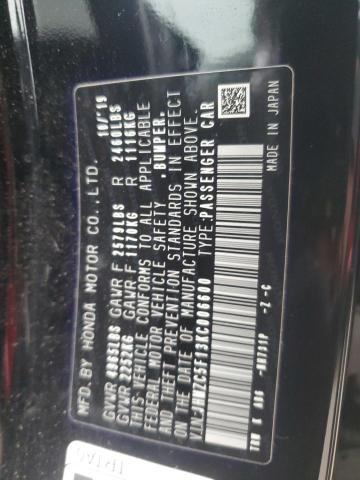 MFD.BY HONDA MOTOR CO.,LTD. 10/'19
GVWR 4953LBS GAWR F 2579LBS R 2460LBS
GVWR 2252KG GAWR F 1170KG R 1116KG
THIS VEHICLE CONFORMS TO ALL APPLICABLE
FEDERAL MOTOR VEHICLE SAFETY ,BUMPER,
AND THEFT PREVENTION STANDARDS IN EFFECT
ON THE DATE OF MANUFACTURE SHOWN ABOVE.
V.I.N: TYPE:PASSENGER CAR
-Z -C
MADE IN JAPAN